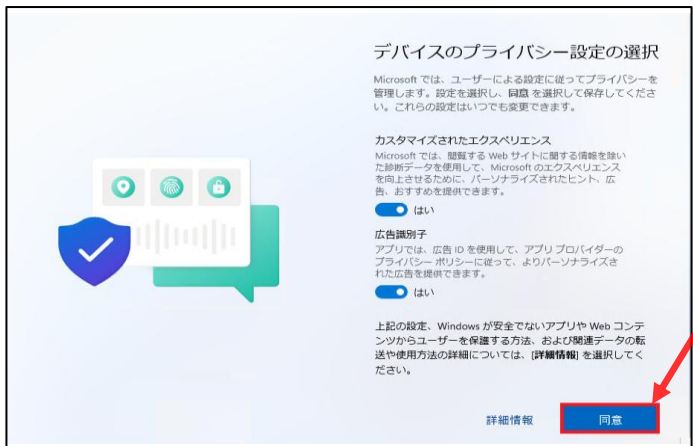 デバイスのプライバシー設定の選択
Microsoft では、ユーザーによる設定に従ってプライバシーを
管理します。設定を選択し、同意 を選択して保存してくださ
い。これらの設定はいつでも変更できます。
カスタマイズされたエクスペリエンス
Microsoft では、閲覧する Web サイトに関する情報を除い
た診断データを使用して、Microsoft のエクスペリエンス
を向上させるために、パーソナライズされたヒント、広
告、おすすめを提供できます。
はい
広告識別子
アプリでは、広告 ID を使用して、アプリ プロバイダーの
プライバシー ポリシーに従って、よりパーソナライズさ
れた広告を提供できます。
はい
上記の設定、Windows が安全でないアプリや Web コンテ
ンツからユーザーを保護する方法、および関連データの転
送や使用方法の詳細については、[詳細情報] を選択してく
ださい。
詳細情報
同意